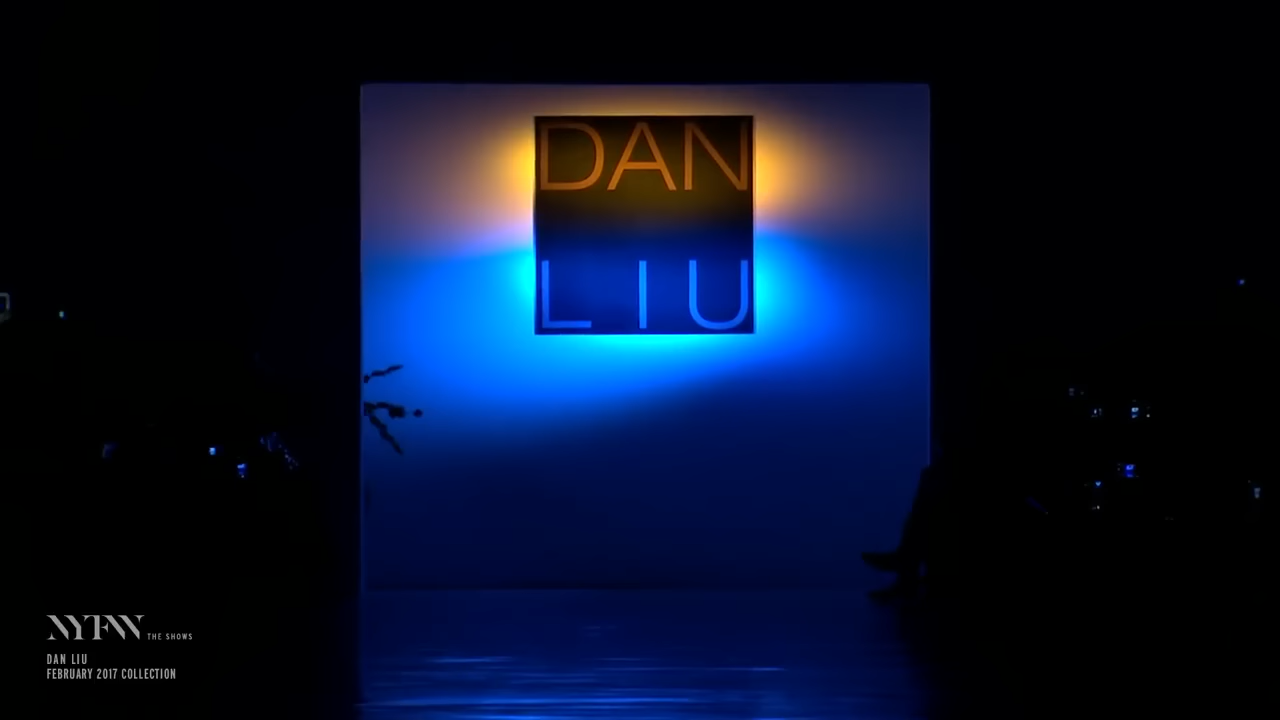 DAN
LIU
NYFW THE SHOWS
DAN LIU
FEBRUARY 2017 COLLECTION